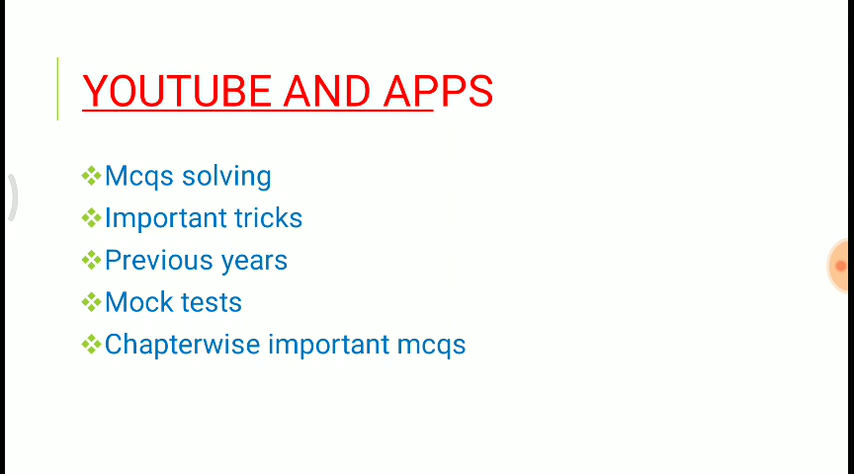 YOUTUBE AND APPS
Mcqs solving
Important tricks
Previous years
Mock tests
Chapterwise important mcqs